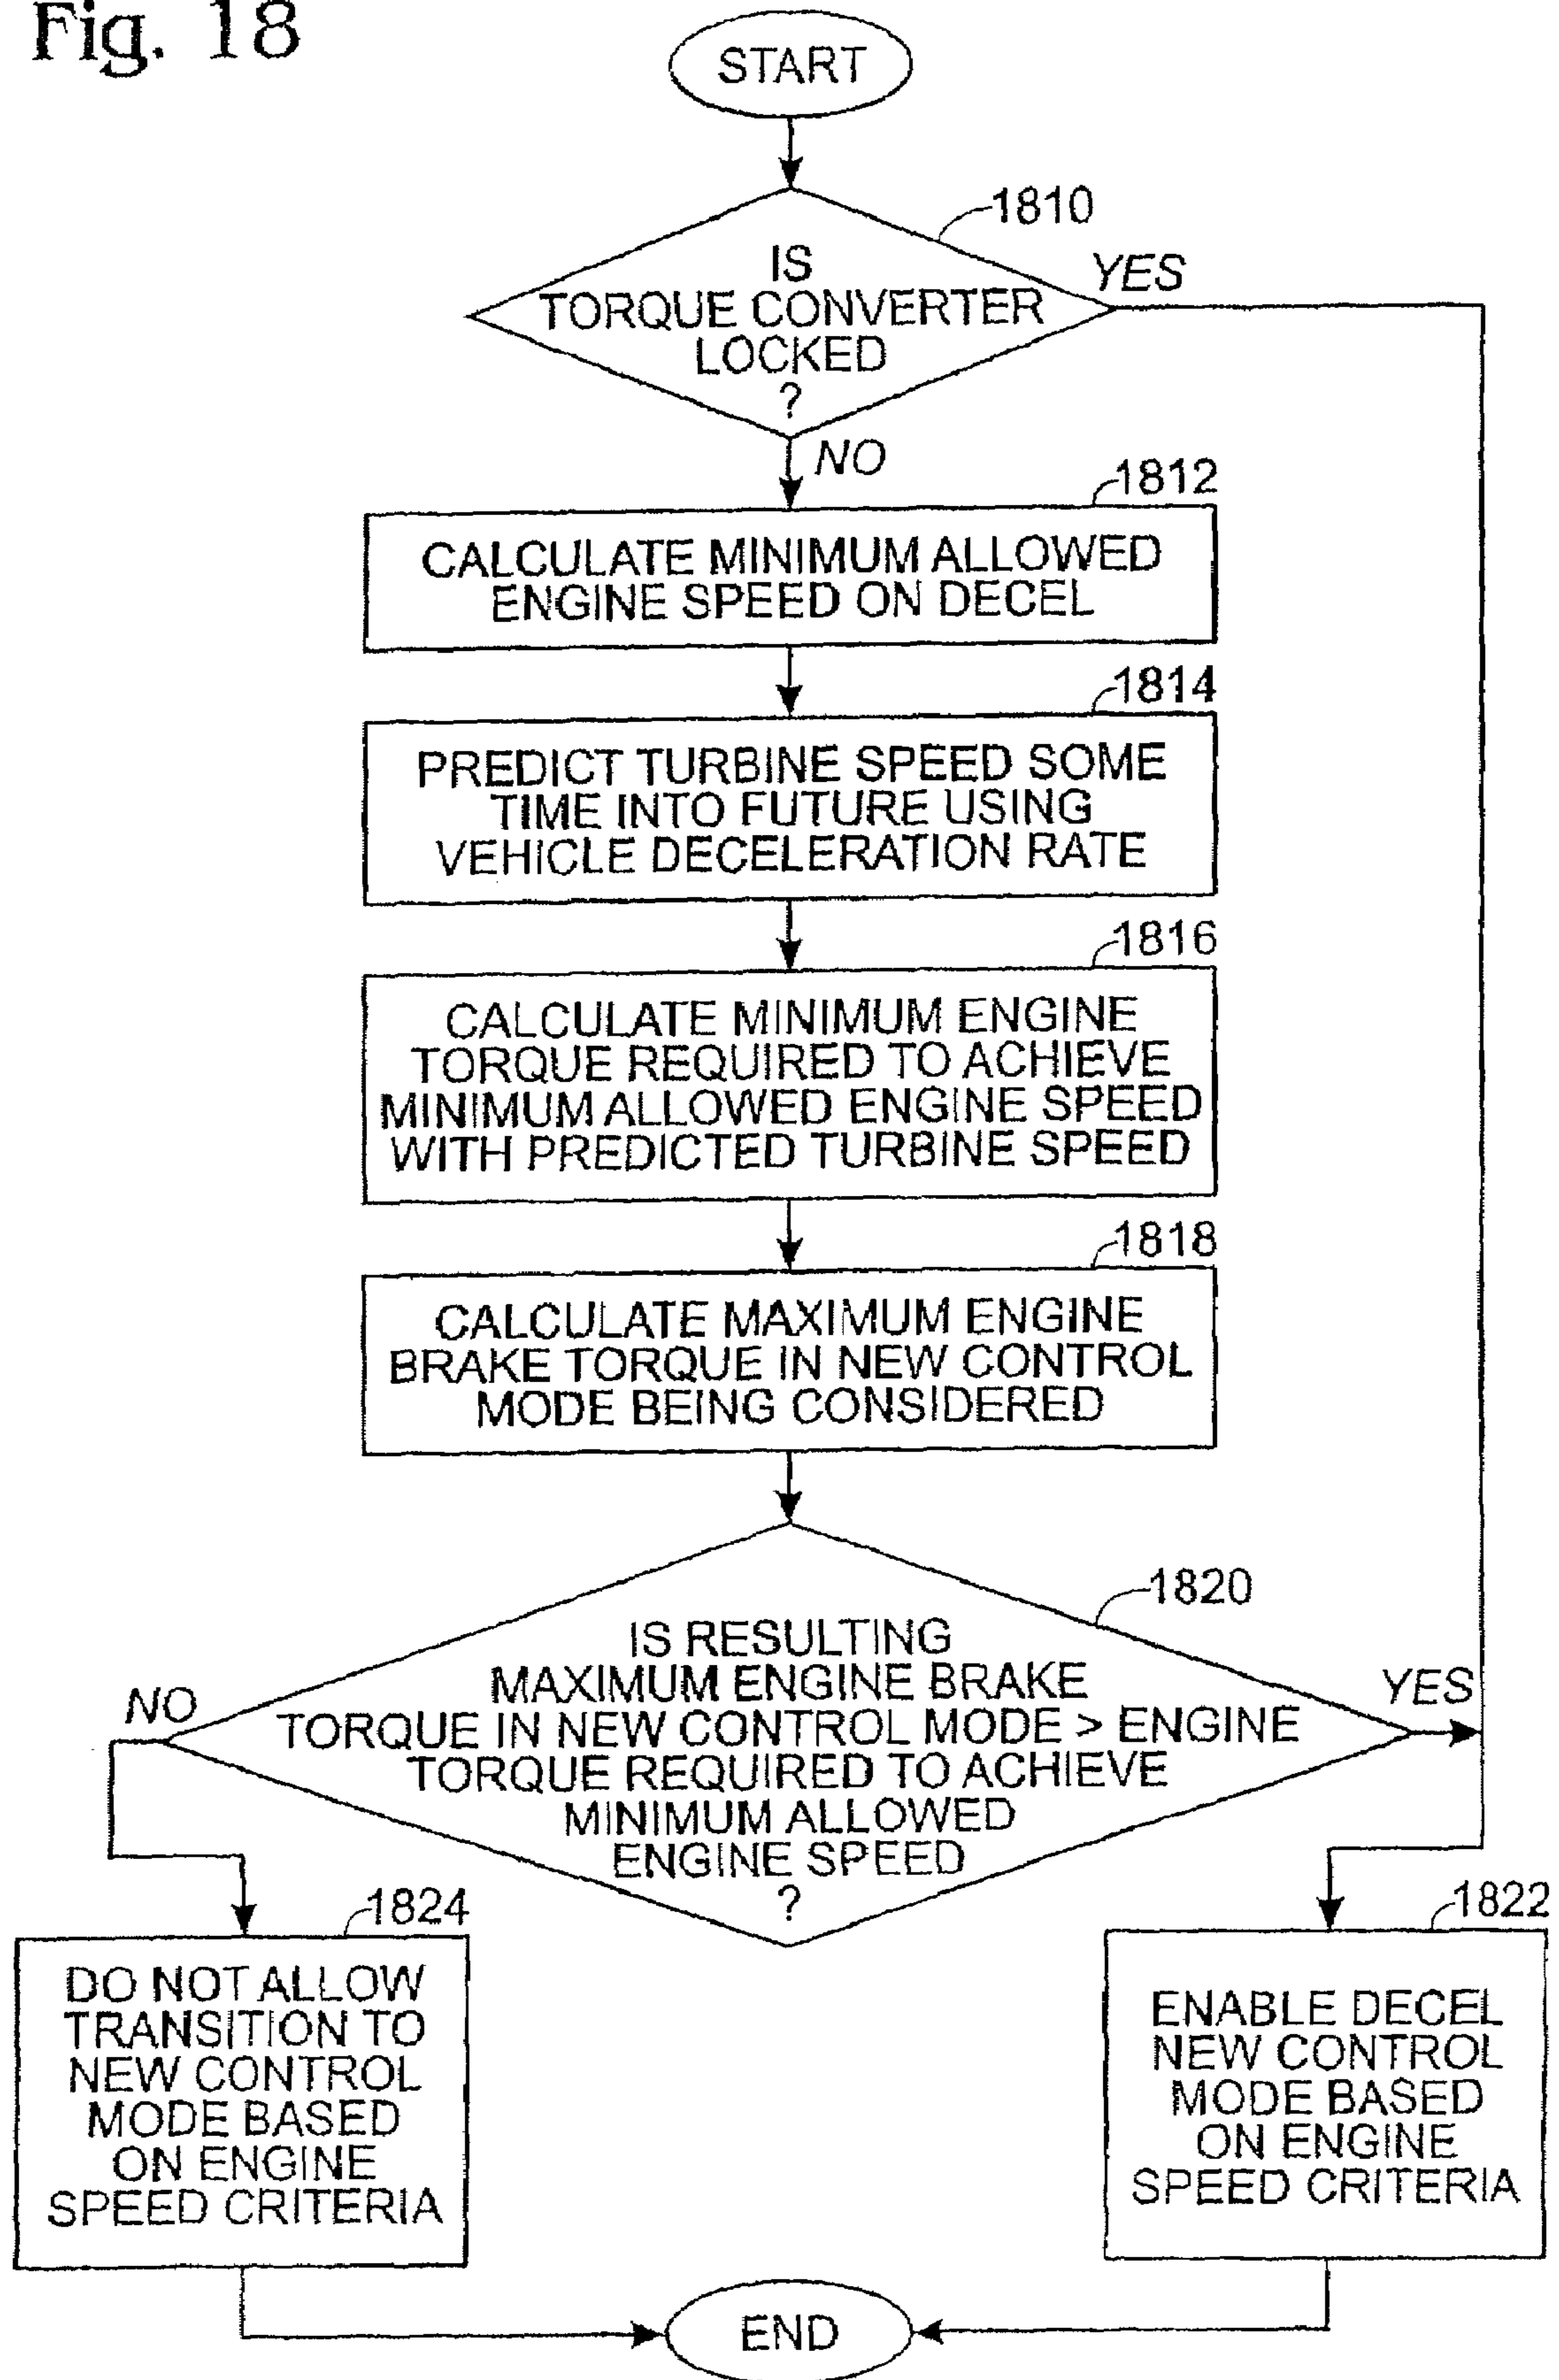 Fig. 18
START
1810
IS
TORQUE CONVERTER
LOCKED
?
YES
NO
1812
CALCULATE MINIMUM ALLOWED
ENGINE SPEED ON DECEL
1814
PREDICT TURBINE SPEED SOME
TIME INTO FUTURE USING
VEHICLE DECELERATION RATE
1816
CALCULATE MINIMUM ENGINE
TORQUE REQUIRED TO ACHIEVE
MINIMUM ALLOWED ENGINE SPEED
WITH PREDICTED TURBINE SPEED
1818
CALCULATE MAXIMUM ENGINE
BRAKE TORQUE IN NEW CONTROL
MODE BEING CONSIDERED
1820
IS RESULTING
MAXIMUM ENGINE BRAKE
TORQUE IN NEW CONTROL MODE > ENGINE
TORQUE REQUIRED TO ACHIEVE
MINIMUM ALLOWED
ENGINE SPEED
?
NO
YES
1824
DO NOT ALLOW
TRANSITION TO
NEW CONTROL
MODE BASED
ON ENGINE
SPEED CRITERIA
1822
ENABLE DECEL
NEW CONTROL
MODE BASED
ON ENGINE
SPEED CRITERIA
END